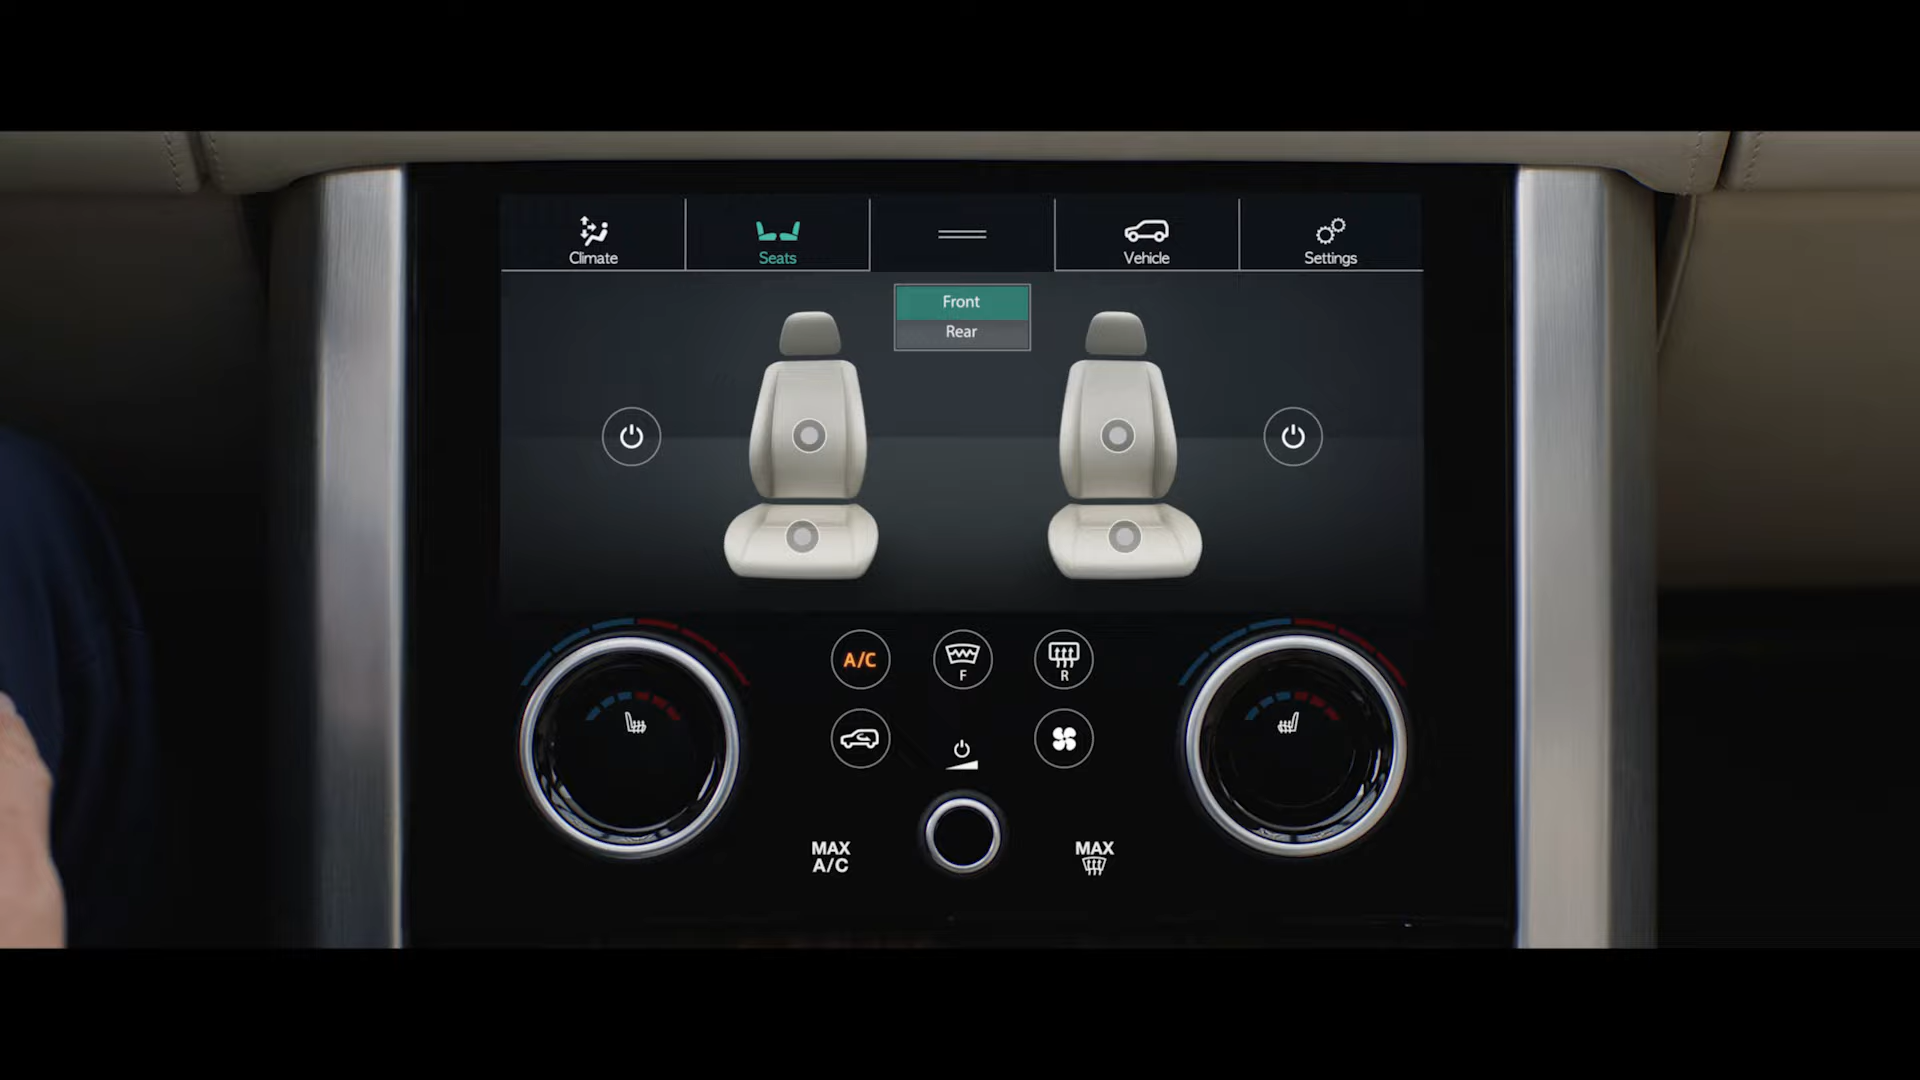 Climate
Seats
Vehicle
Settings
Front
Rear
A/C
F
R
MAX
A/C
MAX